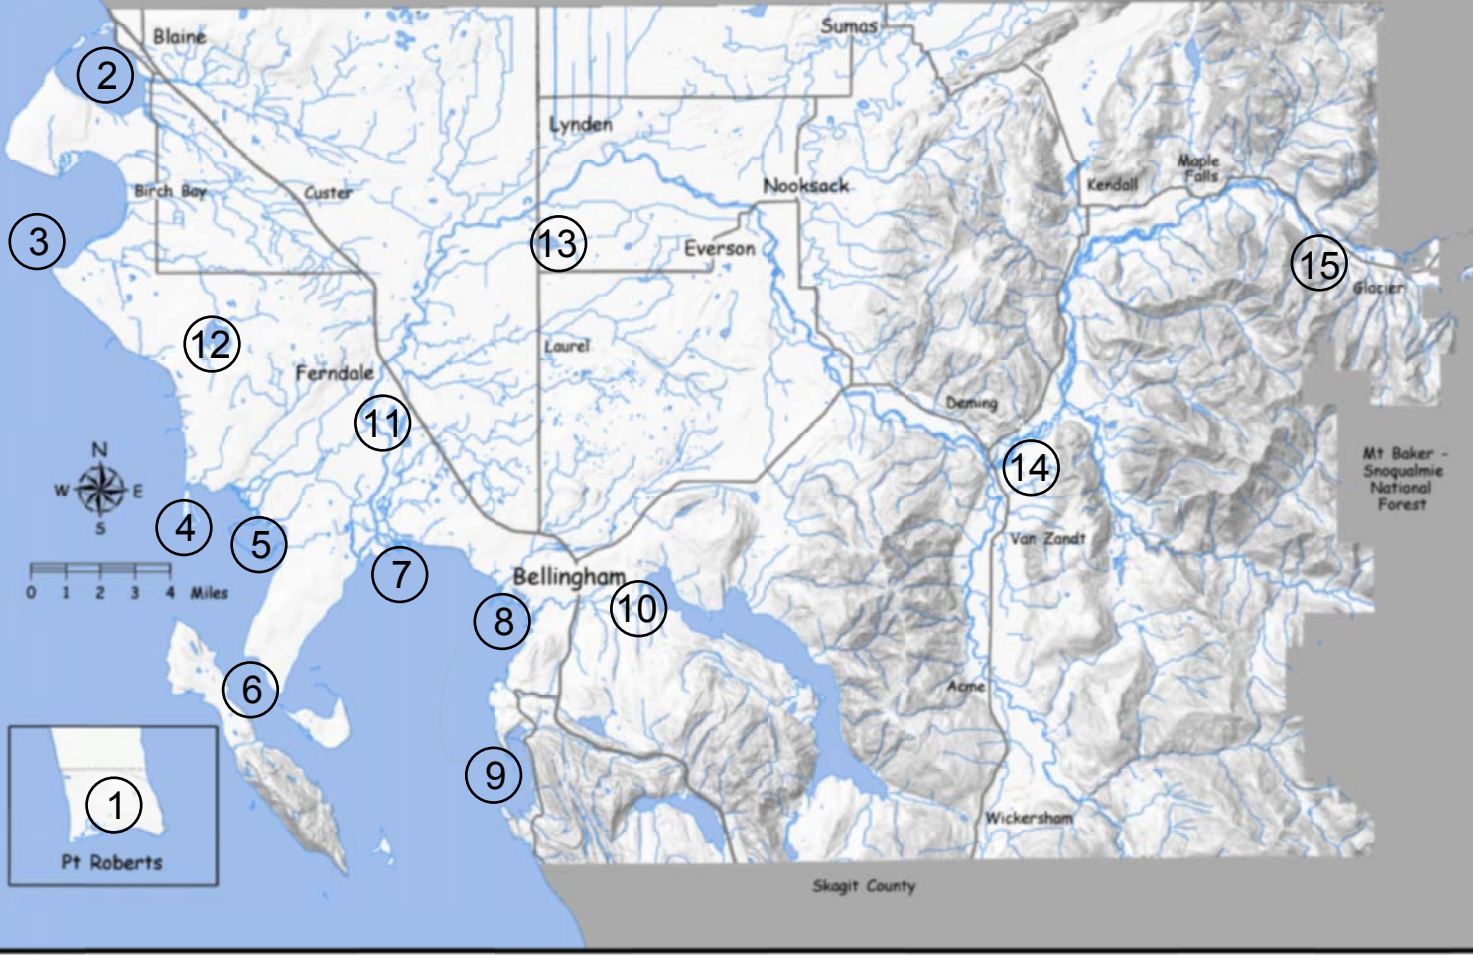 Blaine
Sumas
2
Lynden
Maple
Falls
Kendall
Nooksack
Birch Bay
Custer
3
13
Everson
15
Glacier
12
Laurel
Ferndale
Deming
11
N
W E
S
14
Mt Baker -
Snoqualmie
National
Forest
4
5
Van Zandt
7
Bellingham
0 1 2 3 4 Miles
8
10
6
Acme
9
1
Wickersham
Pt Roberts
Skagit County